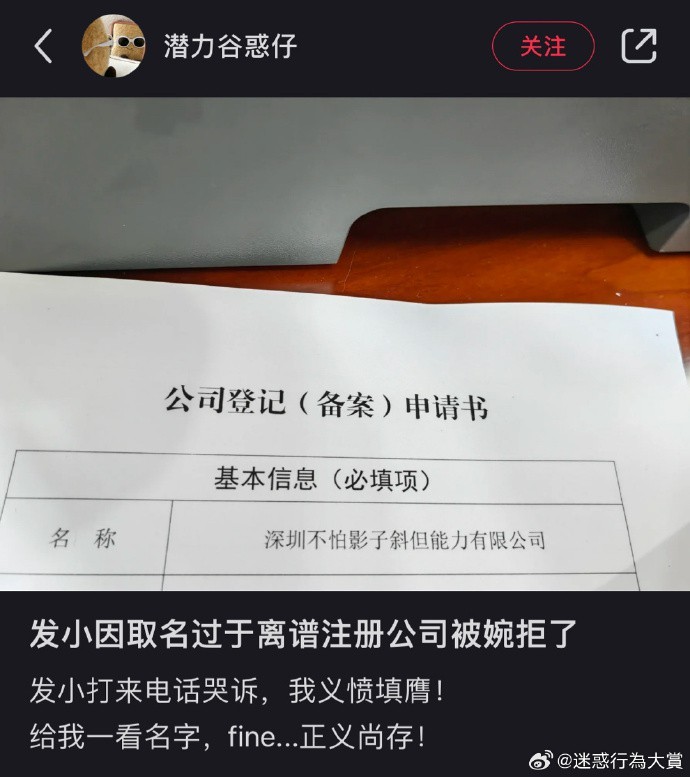 潜力谷惑仔
关注
公司登记（备案）申请书
基本信息（必填项）
名 称 深圳不怕影子斜但能力有限公司
发小因取名过于离谱注册公司被婉拒了
发小打来电话哭诉，我义愤填膺！
给我一看名字，fine...正义尚存！
@迷惑行為大賞